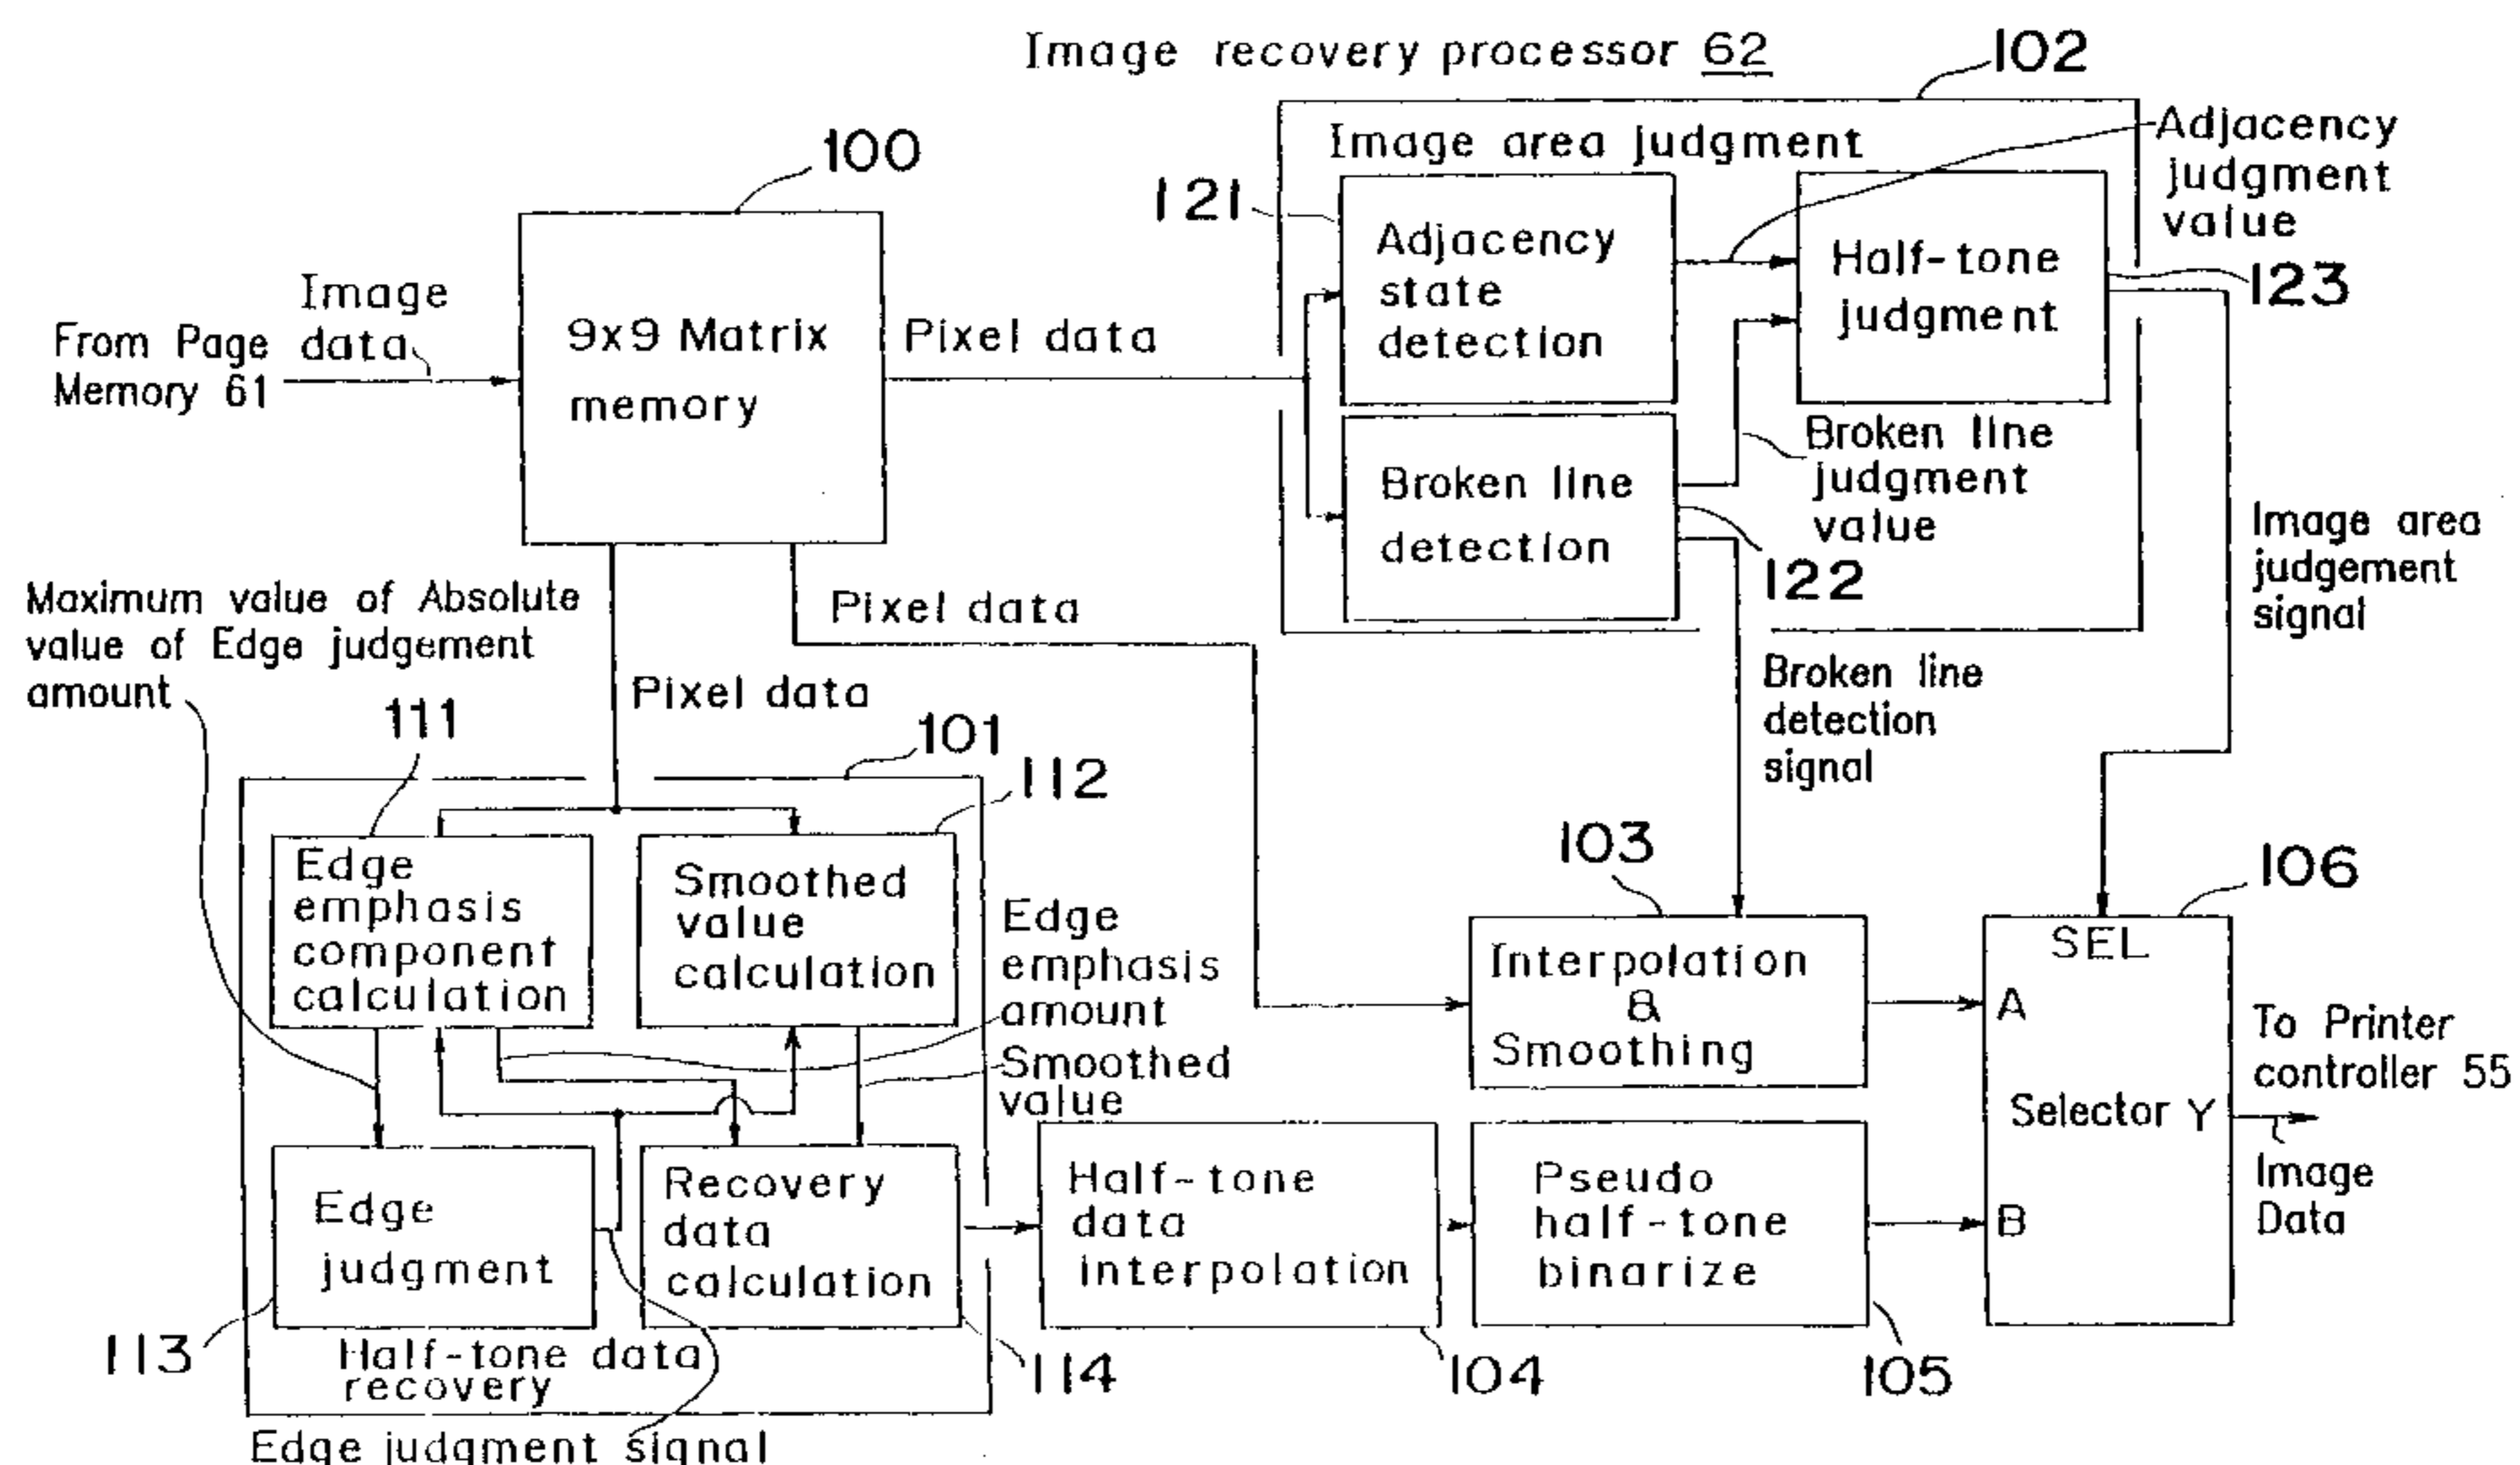 Image recovery processor 62
102
100
Image area judgment
Adjacency
judgment
value
121
Adjacency
state
detection
Half-tone
judgment
123
Image
data
From Page
Memory 61
9x9 Matrix
memory
Pixel data
Broken line
judgment
value
Broken line
detection
122
Image area
judgement
signal
Maximum value of Absolute
value of Edge judgement
amount
Pixel data
Pixel data
Broken line
detection
signal
111
101
112
Edge
emphasis
component
calculation
Smoothed
value
calculation
Edge
emphasis
amount
Smoothed
value
103
106
Interpolation
&
Smoothing
SEL
A
Selector Y
B
To Printer
controller 55
Image
Data
Edge
judgment
Recovery
data
calculation
Half-tone
data
interpolation
Pseudo
half-tone
binarize
113
Half-tone data
recovery
114
104
105
Edge judgment signal